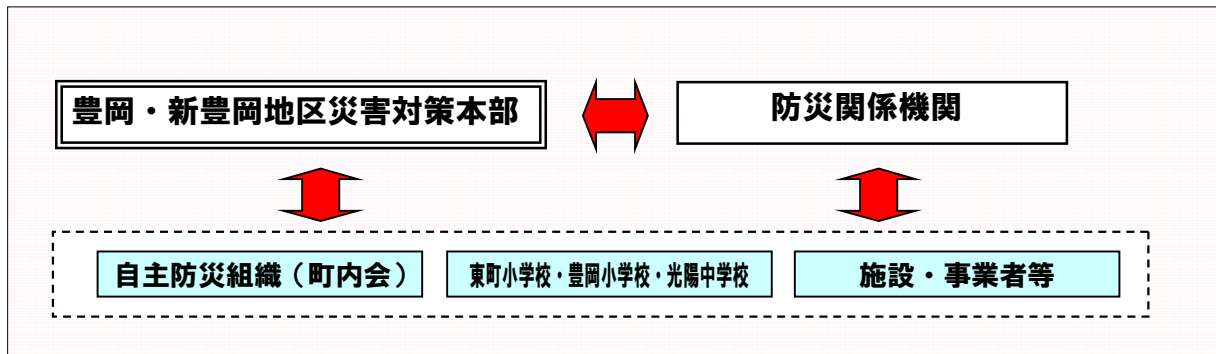 豊岡・新豊岡地区災害対策本部
防災関係機関
自主防災組織（町内会）
東町小学校・豊岡小学校・光陽中学校
施設・事業者等